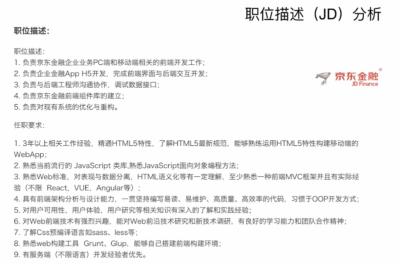 职位描述（JD）分析
职位描述：
职位描述：
1. 负责京东金融企业业务PC端和移动端相关的前端开发工作；
2. 负责企业金融App H5开发，完成前端界面与后端交互开发；
3. 负责与后端工程师沟通协作，调试数据接口；
4. 负责京东金融前端组件库的建立；
5. 负责对现有系统的优化与重构。
京东金融
JD Finance
任职要求：
1. 3年以上相关工作经验，精通HTML5特性，了解HTML5最新规范，能够熟练运用HTML5特性构建移动端的
WebApp；
2. 熟悉当前流行的 JavaScript 类库,熟悉JavaScript面向对象编程方法；
3. 熟悉Web标准，对表现与数据分离，HTML语义化等有一定理解，至少熟悉一种前端MVC框架并且有实际经
验（不限 React，VUE，Angular等）；
4. 具有前端架构分析与设计能力，一贯坚持编写易读、易维护、高质量、高效率的代码，习惯于OOP开发方式；
5. 对用户可用性，用户体验，用户研究等相关知识有深入的了解和实践经验；
6. 对Web前端技术有强烈兴趣，能对Web前沿技术研究和新技术调研，有良好的学习能力和团队合作精神；
7. 了解Css预编译语言如sass、less等；
8. 熟悉web构建工具 Grunt、Glup，能够自己搭建前端构建环境；
9. 有服务端（不限语言）开发经验者优先。